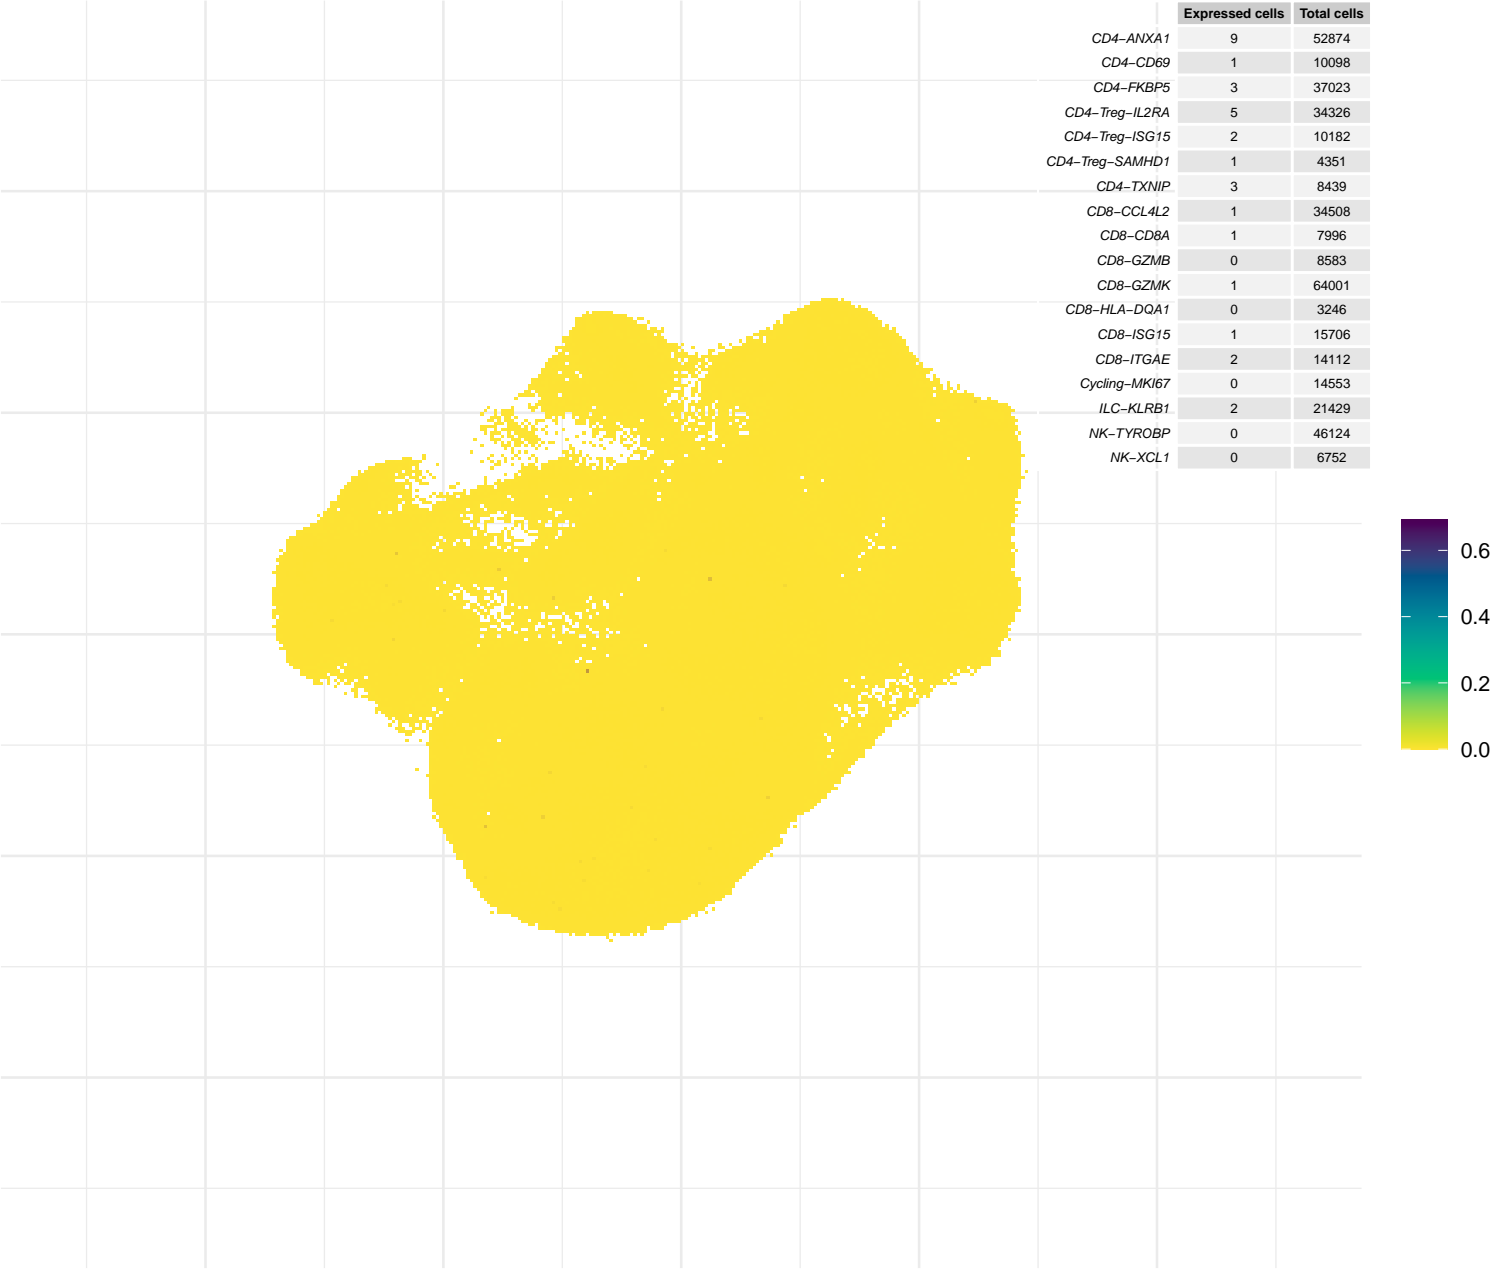 Expressed cells Total cells
CD4−ANXA1 9 52874
CD4−CD69 1 10098
CD4−FKBP5 3 37023
CD4−Treg−IL2RA 5 34326
CD4−Treg−ISG15 2 10182
CD4−Treg−SAMHD1 1 4351
CD4−TXNIP 3 8439
CD8−CCL4L2 1 34508
CD8−CD8A 1 7996
CD8−GZMB 0 8583
CD8−GZMK 1 64001
CD8−HLA−DQA1 0 3246
CD8−ISG15 1 15706
CD8−ITGAE 2 14112
Cycling−MKI67 0 14553
ILC−KLRB1 2 21429
NK−TYROBP 0 46124
NK−XCL1 0 6752
0.6
0.4
0.2
0.0